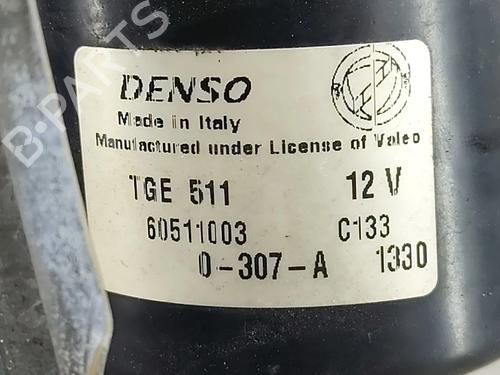 DENSO
Made in Italy
Manufactured under License of Valeo
TGE 511 12 V
60511003 C133
0-307-A 1330
B-PARTS